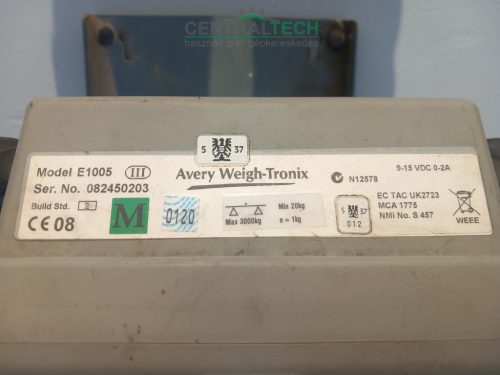 CENTRALTECH
használt ipari gépkereskedés
S 37
Model E1005 III Avery Weigh-Tronix N12578 9-15 VDC 0-2A
Ser. No. 082450203
Build Std. 2
CE 08 M 0120
Max 3000kg
Min 20kg
e = 1kg
S 37
012
EC TAC UK2723
MCA 1775
NMI No. S 457
WEEE